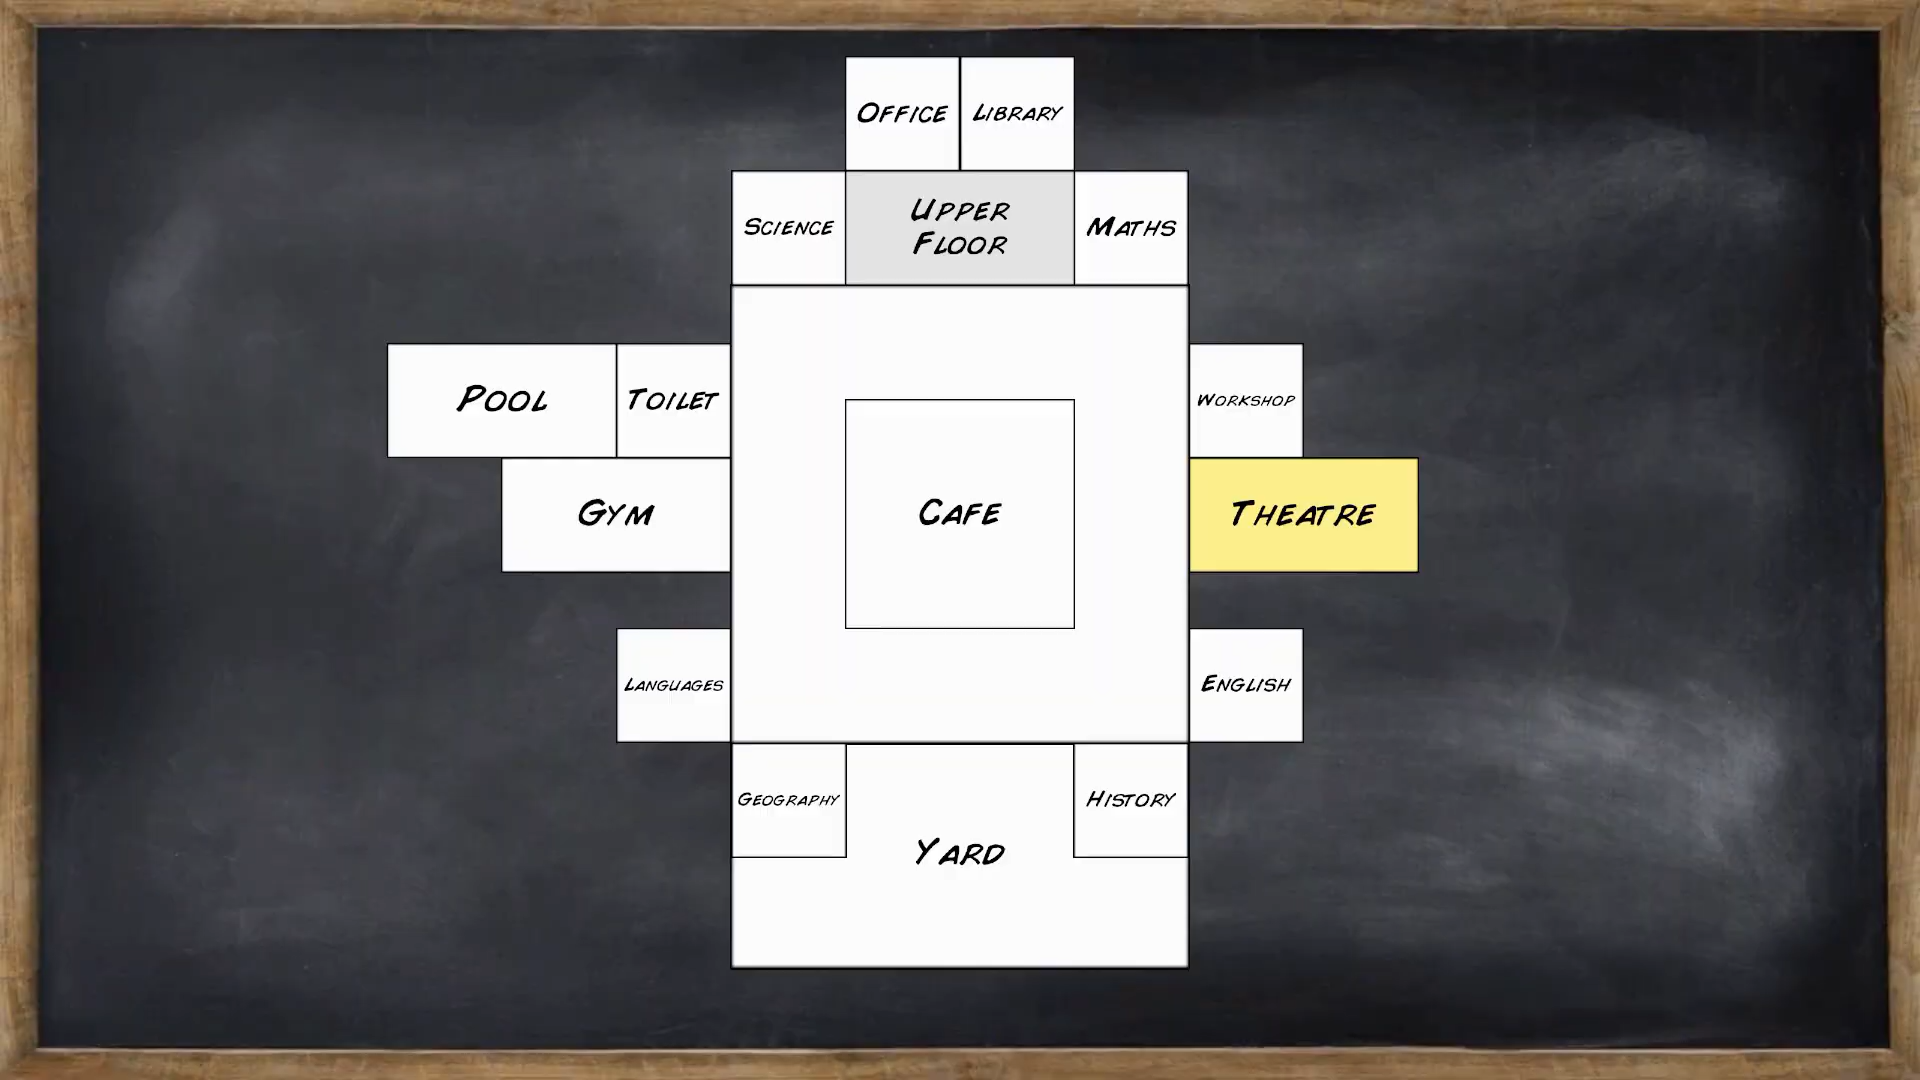 Office Library
Science Upper Floor Maths
Pool Toilet Workshop
Gym Cafe Theatre
Languages English
Geography History
Yard